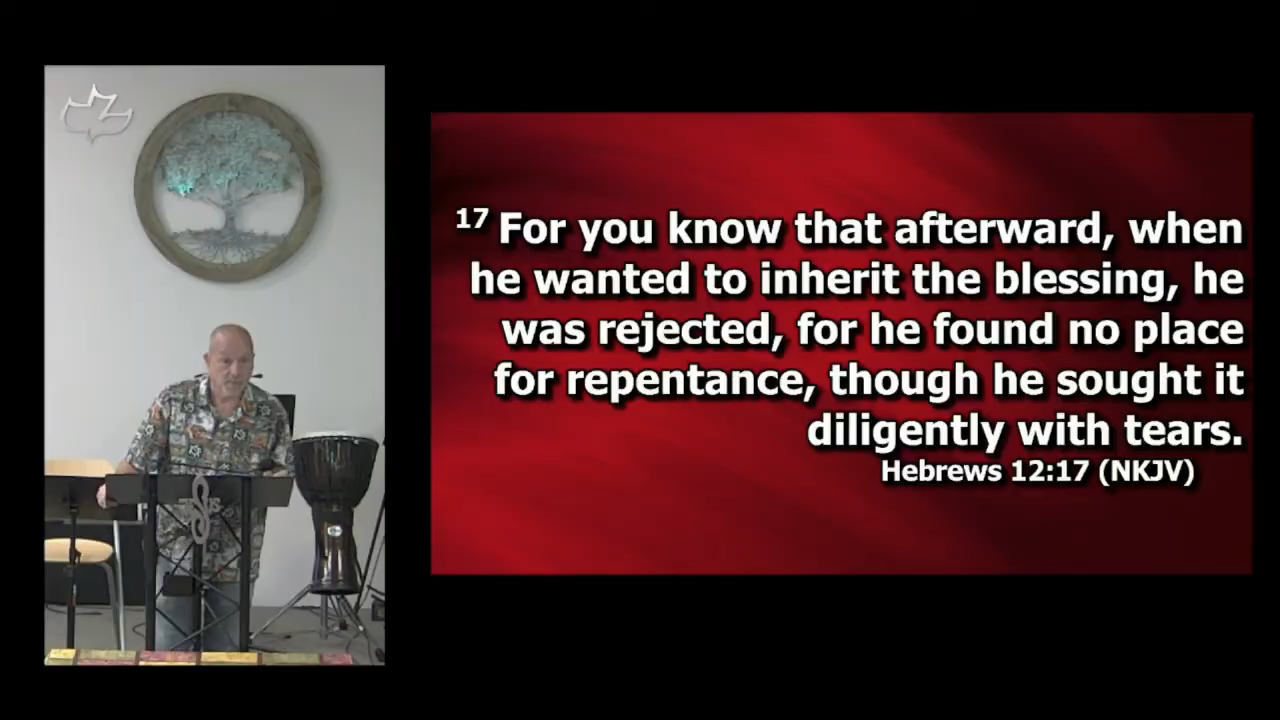 17 For you know that afterward, when
he wanted to inherit the blessing, he
was rejected, for he found no place
for repentance, though he sought it
diligently with tears.
Hebrews 12:17 (NKJV)